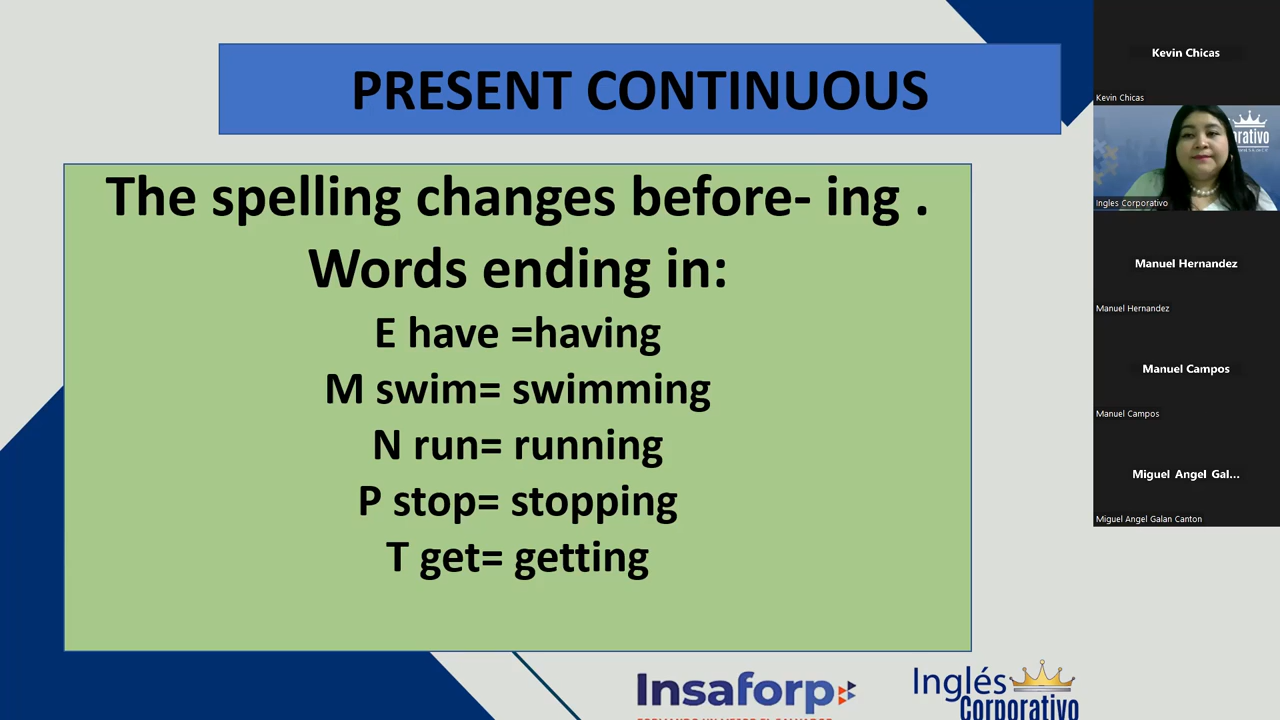 PRESENT CONTINUOUS
The spelling changes before- ing .
Words ending in:
E have =having
M swim= swimming
N run= running
P stop= stopping
T get= getting
Insaforp
Inglés
Corporativo
Kevin Chicas
Kevin Chicas
Ingles Corporativo
Manuel Hernandez
Manuel Hernandez
Manuel Campos
Manuel Campos
Miguel Angel Gal...
Miguel Angel Galan Canton